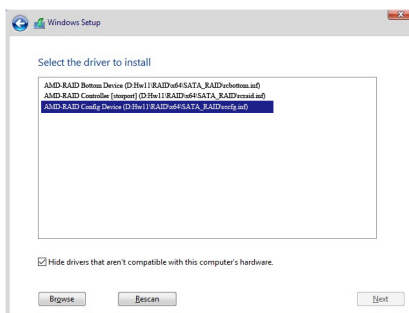 Windows Setup
Select the driver to install
AMD-RAID Bottom Device (D:Hw11\RAID\x64\SATA_RAID\rcbottom.inf)
AMD-RAID Controller [storport] (D:Hw11\RAID\x64\SATA_RAID\rcraid.inf)
AMD-RAID Config Device (D:Hw11\RAID\x64\SATA_RAID\rccfg.inf)
Hide drivers that aren't compatible with this computer's hardware.
Browse Rescan Next